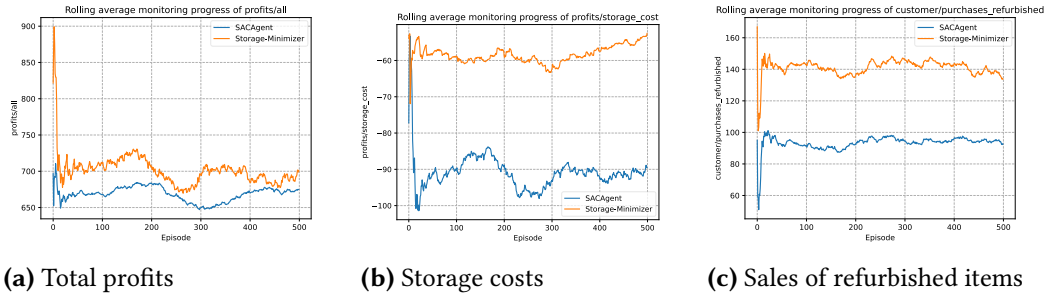 Rolling average monitoring progress of profits/all
SACAgent
Storage-Minimizer
900
850
800
750
700
650
profits/all
0
100
200
300
400
500
Episode
(a) Total profits
Rolling average monitoring progress of profits/storage_cost
−60
−70
−80
−90
−100
profits/storage_cost
SACAgent
Storage-Minimizer
0
100
200
300
400
500
Episode
(b) Storage costs
Rolling average monitoring progress of customer/purchases_refurbished
SACAgent
Storage-Minimizer
160
140
120
100
80
60
customer/purchases_refurbished
0
100
200
300
400
500
Episode
(c) Sales of refurbished items